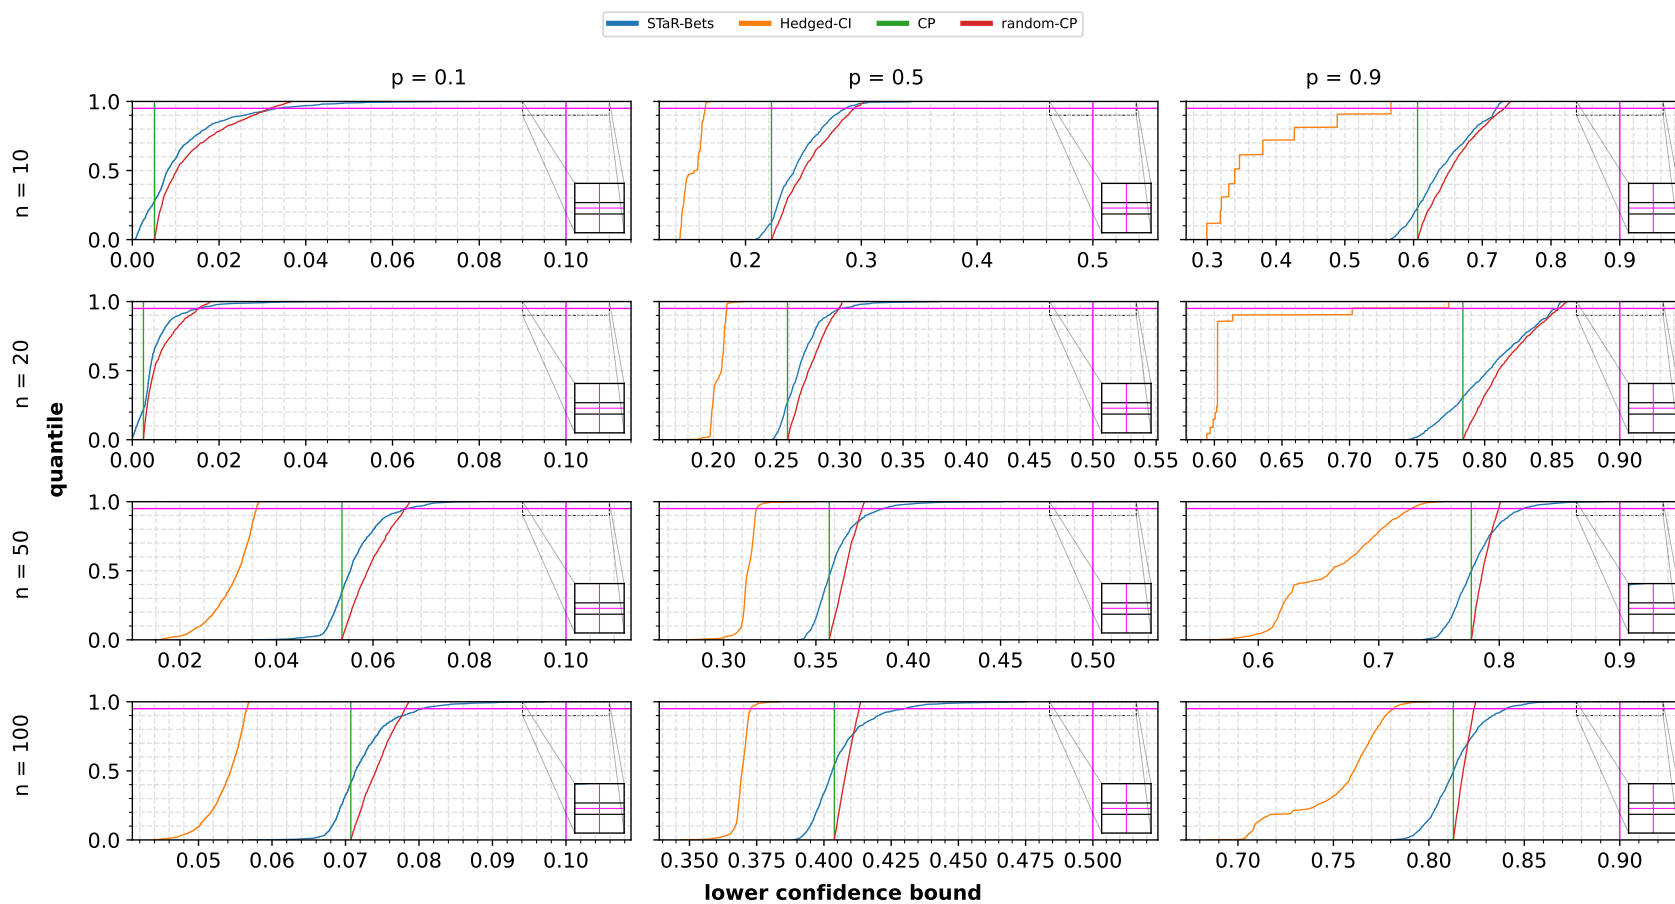 STaR-Bets Hedged-CI CP random-CP
p = 0.1 p = 0.5 p = 0.9
n = 10
1.0
0.5
0.0
0.00 0.02 0.04 0.06 0.08 0.10
0.2 0.3 0.4 0.5
0.3 0.4 0.5 0.6 0.7 0.8 0.9
n = 20
1.0
0.5
0.0
0.00 0.02 0.04 0.06 0.08 0.10
0.20 0.25 0.30 0.35 0.40 0.45 0.50 0.55
0.60 0.65 0.70 0.75 0.80 0.85 0.90
quantile
n = 50
1.0
0.5
0.0
0.02 0.04 0.06 0.08 0.10
0.30 0.35 0.40 0.45 0.50
0.6 0.7 0.8 0.9
n = 100
1.0
0.5
0.0
0.05 0.06 0.07 0.08 0.09 0.10
0.350 0.375 0.400 0.425 0.450 0.475 0.500
0.70 0.75 0.80 0.85 0.90
lower confidence bound